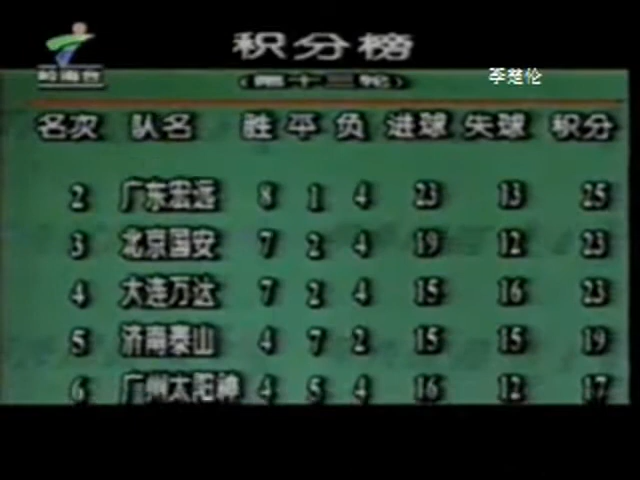 积分榜
岭南台
(第十三轮)
李楚伦
名次 队名 胜 平 负 进球 失球 积分
2 广东宏远 8 1 4 23 13 25
3 北京国安 7 2 4 19 12 23
4 大连万达 7 2 4 15 16 23
5 济南泰山 4 7 2 15 15 19
6 广州太阳神 4 5 4 16 12 17